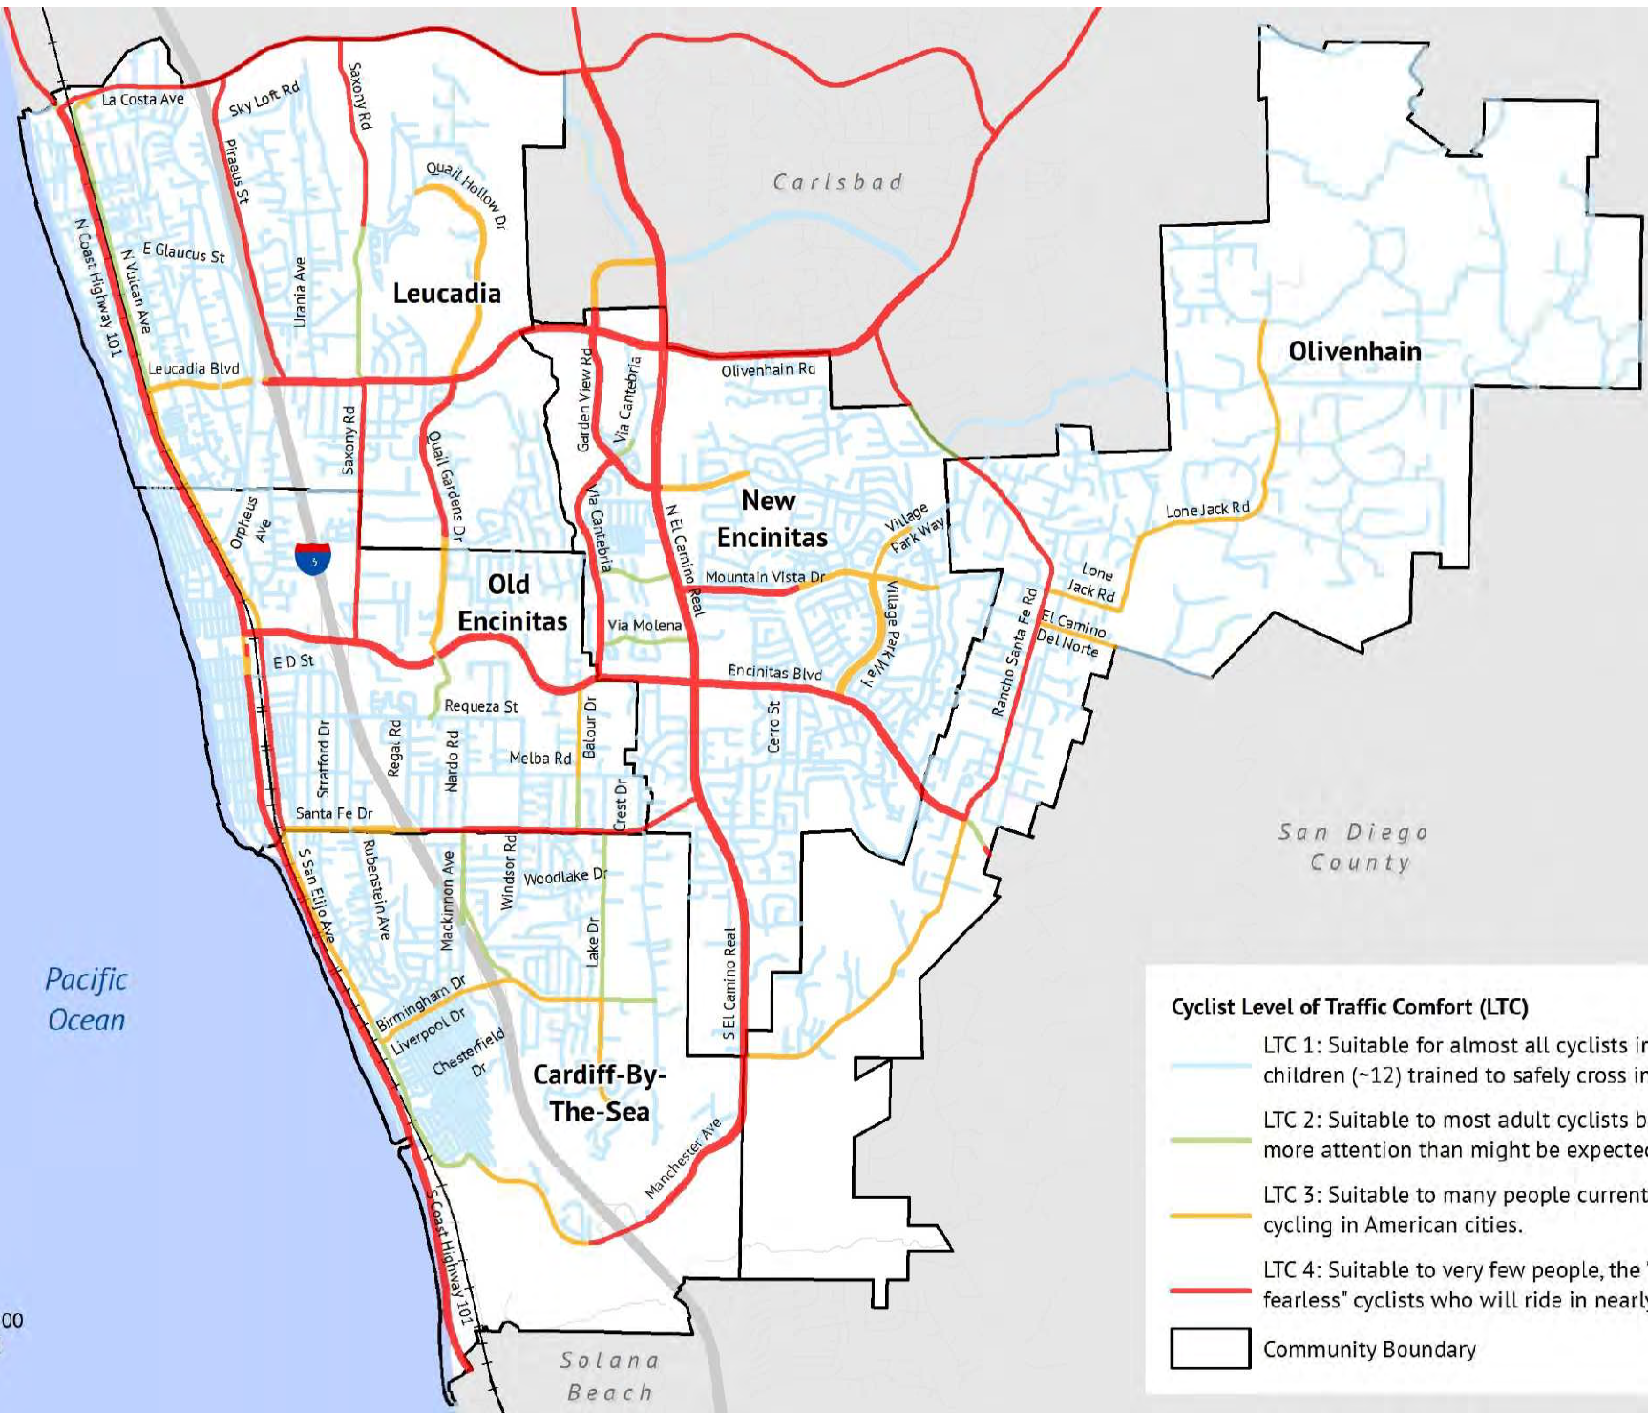 La Costa Ave
Sky Loft Rd
Saxony Rd
Piraeus St
Quail Hollow Dr
Carlsbad
N Coast Highway 101
N Vulcan Ave
E Glaucus St
Urania Ave
Leucadia
Olivenhain
Leucadia Blvd
Garden View Rd
Via Cantebria
Olivenhain Rd
Saxony Rd
Quail Gardens Dr
Orpheus
Ave
5
Via Cantebria
N El Camino Real
New
Encinitas
Village
Park Way
Lone Jack Rd
Mountain Vista Dr
Lone
Jack Rd
Old
Encinitas
Via Molena
Village Park Way
Rancho Santa Fe Rd
El Camino
Del Norte
E D St
Encinitas Blvd
Requeza St
Stratford Dr
Regal Rd
Nardo Rd
Melba Rd
Balour Dr
Cerro St
Crest Dr
Santa Fe Dr
San Diego
County
S San Elijo Ave
Rubenstein Ave
Mackinnon Ave
Windsor Rd
Woodlake Dr
Lake Dr
S El Camino Real
Pacific
Ocean
Birmingham Dr
Liverpool Dr
Chesterfield
Dr
Cardiff-By-
The-Sea
Manchester Ave
S Coast Highway 101
Solana
Beach
00
Cyclist Level of Traffic Comfort (LTC)
LTC 1: Suitable for almost all cyclists
children (~12) trained to safely cross
LTC 2: Suitable to most adult cyclists
more attention than might be expected
LTC 3: Suitable to many people current
cycling in American cities.
LTC 4: Suitable to very few people, the "
fearless" cyclists who will ride in nearly
Community Boundary